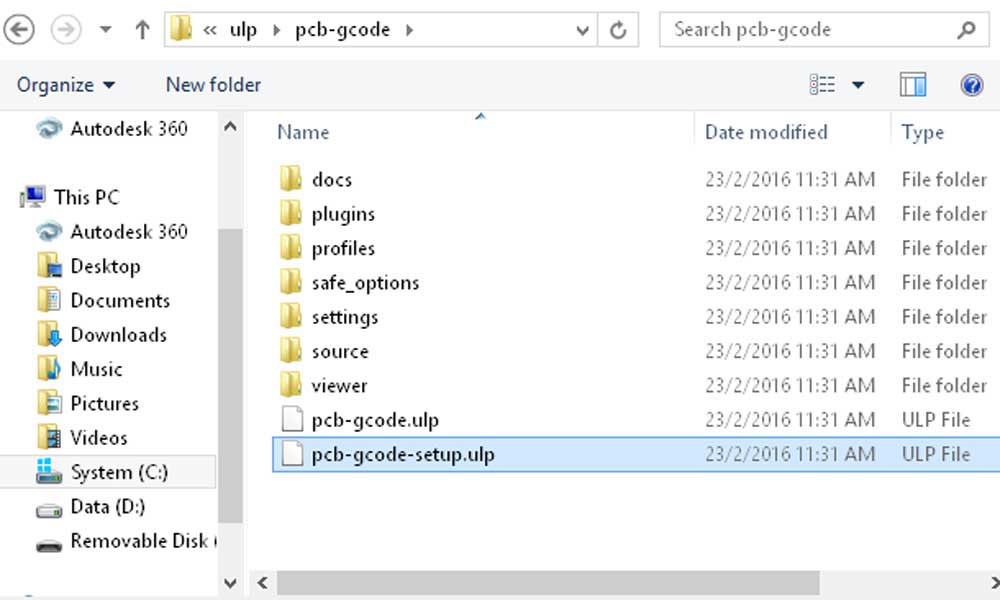 « ulp pcb-gcode Search pcb-gcode
Organize New folder
Autodesk 360
This PC
Autodesk 360
Desktop
Documents
Downloads
Music
Pictures
Videos
System (C:)
Data (D:)
Removable Disk (
Name Date modified Type
docs 23/2/2016 11:31 AM File folder
plugins 23/2/2016 11:31 AM File folder
profiles 23/2/2016 11:31 AM File folder
safe_options 23/2/2016 11:31 AM File folder
settings 23/2/2016 11:31 AM File folder
source 23/2/2016 11:31 AM File folder
viewer 23/2/2016 11:31 AM File folder
pcb-gcode.ulp 23/2/2016 11:31 AM ULP File
pcb-gcode-setup.ulp 23/2/2016 11:31 AM ULP File